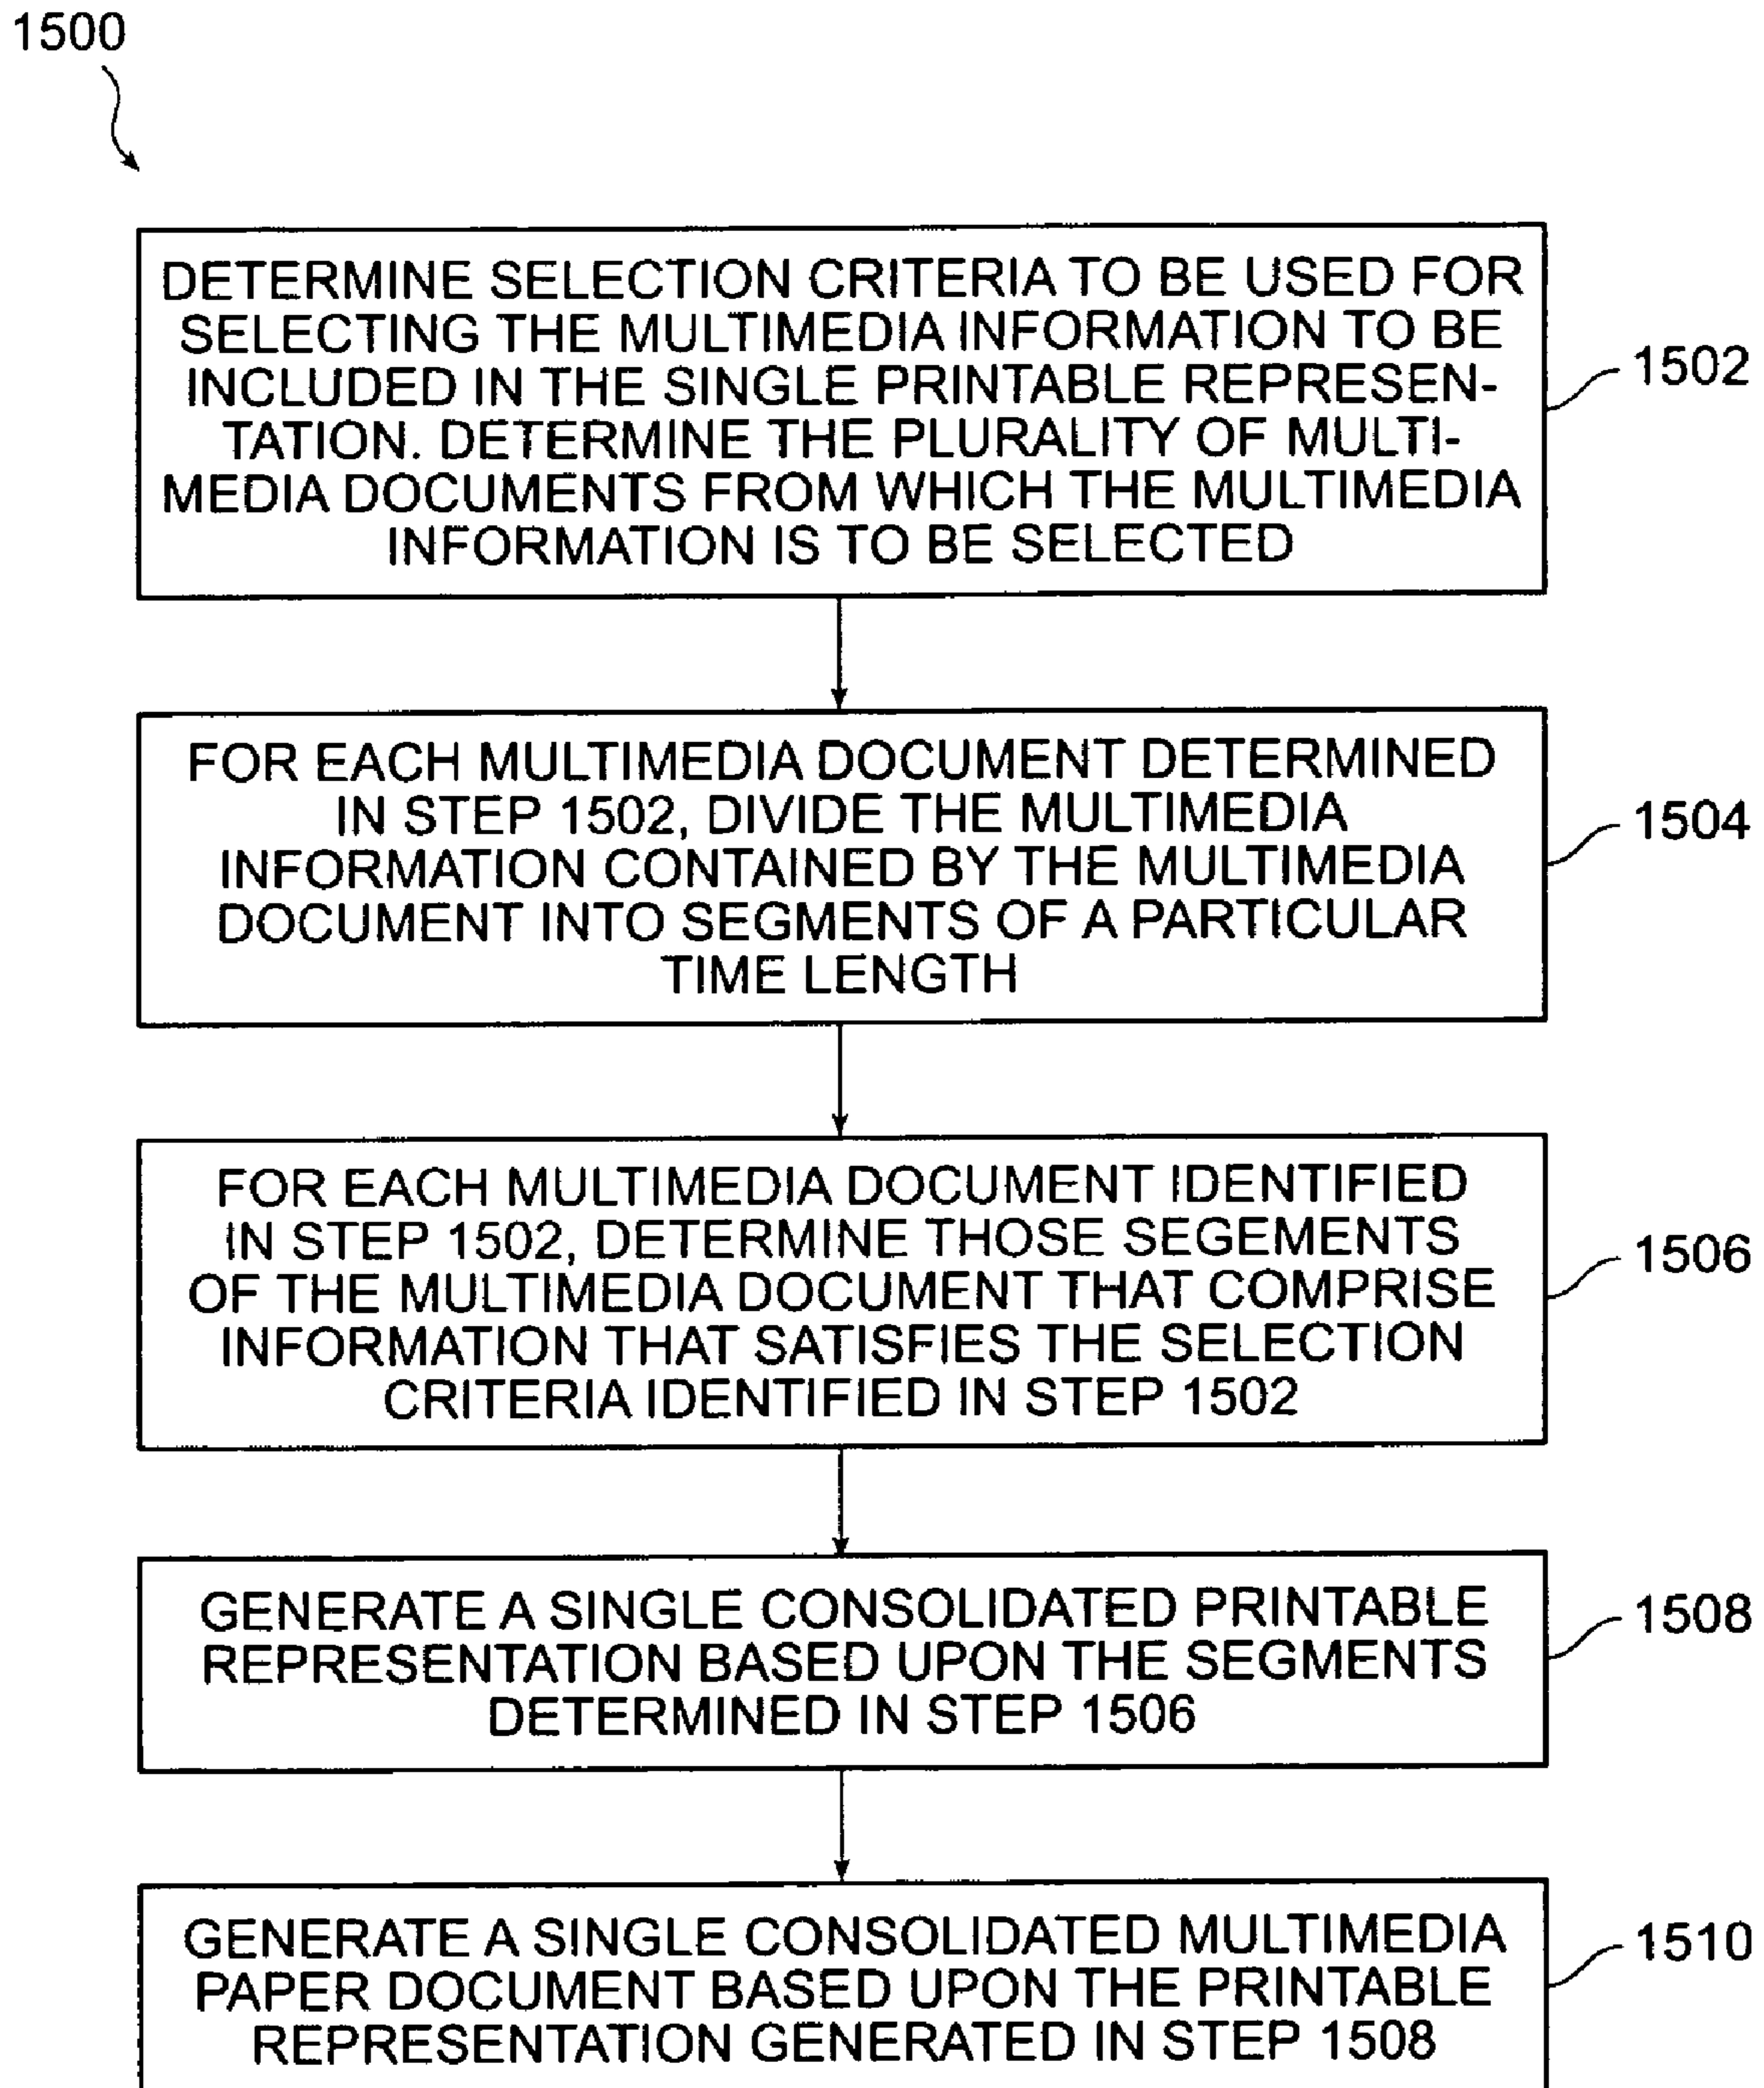 1500
DETERMINE SELECTION CRITERIA TO BE USED FOR
SELECTING THE MULTIMEDIA INFORMATION TO BE
INCLUDED IN THE SINGLE PRINTABLE REPRESEN-
TATION. DETERMINE THE PLURALITY OF MULTI-
MEDIA DOCUMENTS FROM WHICH THE MULTIMEDIA
INFORMATION IS TO BE SELECTED
1502
FOR EACH MULTIMEDIA DOCUMENT DETERMINED
IN STEP 1502, DIVIDE THE MULTIMEDIA
INFORMATION CONTAINED BY THE MULTIMEDIA
DOCUMENT INTO SEGMENTS OF A PARTICULAR
TIME LENGTH
1504
FOR EACH MULTIMEDIA DOCUMENT IDENTIFIED
IN STEP 1502, DETERMINE THOSE SEGEMENTS
OF THE MULTIMEDIA DOCUMENT THAT COMPRISE
INFORMATION THAT SATISFIES THE SELECTION
CRITERIA IDENTIFIED IN STEP 1502
1506
GENERATE A SINGLE CONSOLIDATED PRINTABLE
REPRESENTATION BASED UPON THE SEGMENTS
DETERMINED IN STEP 1506
1508
GENERATE A SINGLE CONSOLIDATED MULTIMEDIA
PAPER DOCUMENT BASED UPON THE PRINTABLE
REPRESENTATION GENERATED IN STEP 1508
1510